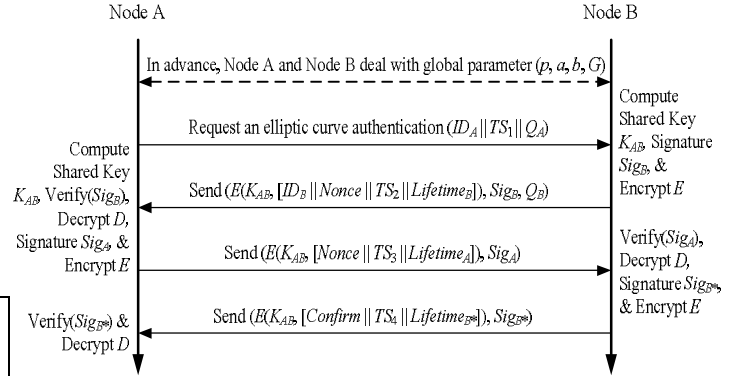 Node A
Node B
In advance, Node A and Node B deal with global parameter (p, a, b, G)
Compute
Shared Key
K_AB, Signature
Sig_B, &
Encrypt E
Request an elliptic curve authentication (ID_A || TS_1 || Q_A)
Compute
Shared Key
K_AB, Verify(Sig_B),
Decrypt D,
Signature Sig_A, &
Encrypt E
Send (E(K_AB, [ID_B || Nonce || TS_2 || Lifetime_B]), Sig_B, Q_B)
Send (E(K_AB, [Nonce || TS_3 || Lifetime_A]), Sig_A)
Verify(Sig_A),
Decrypt D,
Signature Sig_B*,
& Encrypt E
Send (E(K_AB, [Confirm || TS_4 || Lifetime_B*]), Sig_B*)
Verify(Sig_B*) &
Decrypt D